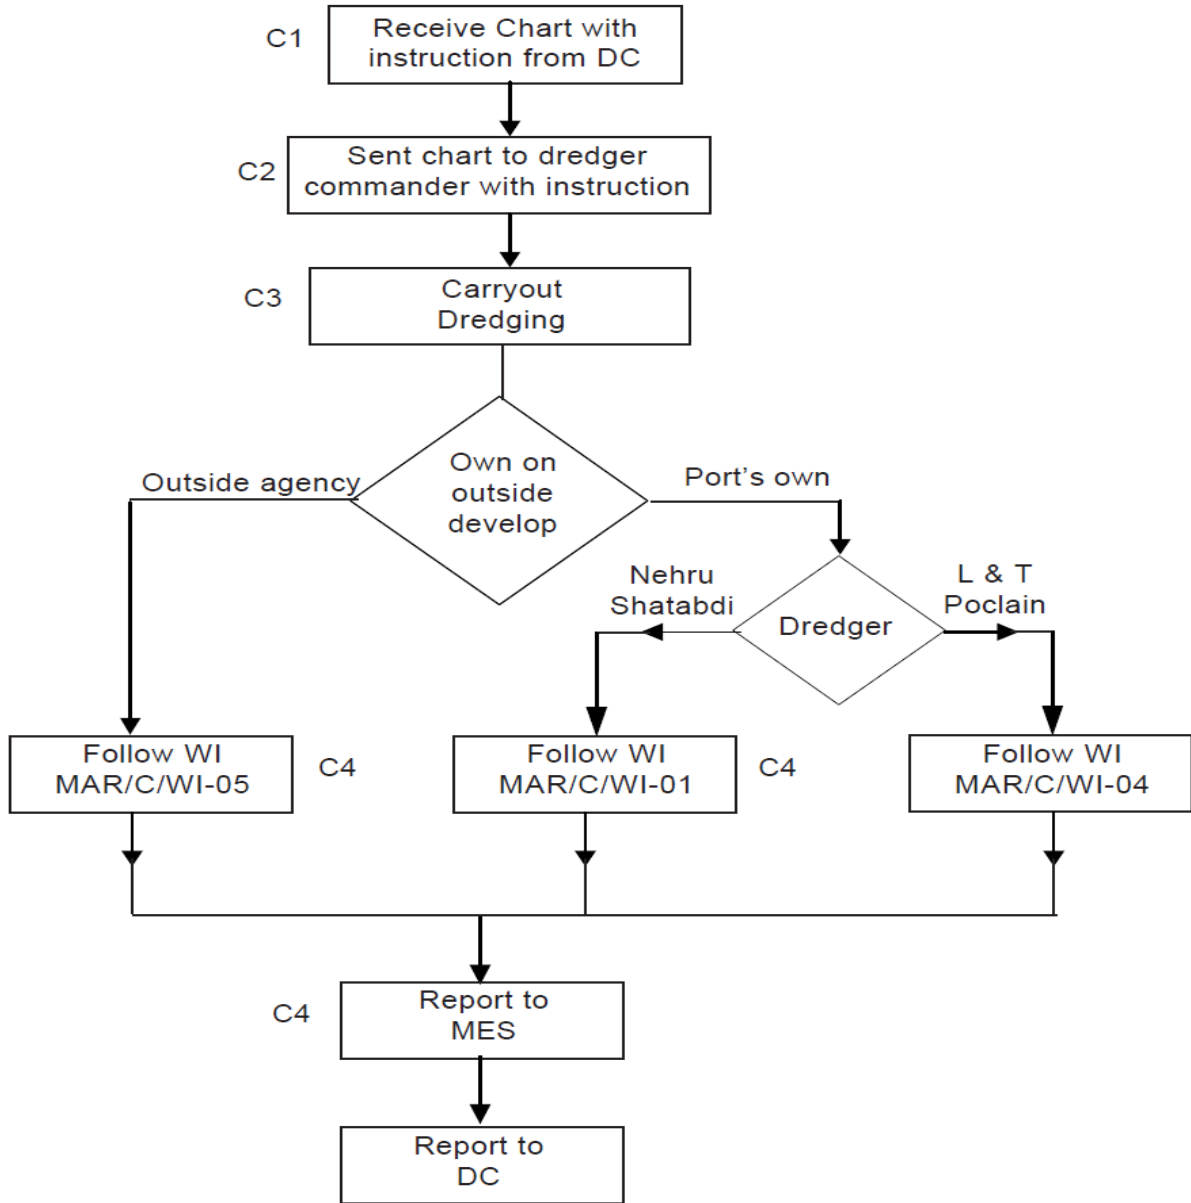 C1
Receive Chart with
instruction from DC
C2
Sent chart to dredger
commander with instruction
C3
Carryout
Dredging
Own on
outside
develop
Outside agency
Port's own
Nehru
Shatabdi
L & T
Poclain
Dredger
Follow WI
MAR/C/WI-05
C4
Follow WI
MAR/C/WI-01
C4
Follow WI
MAR/C/WI-04
C4
Report to
MES
Report to
DC